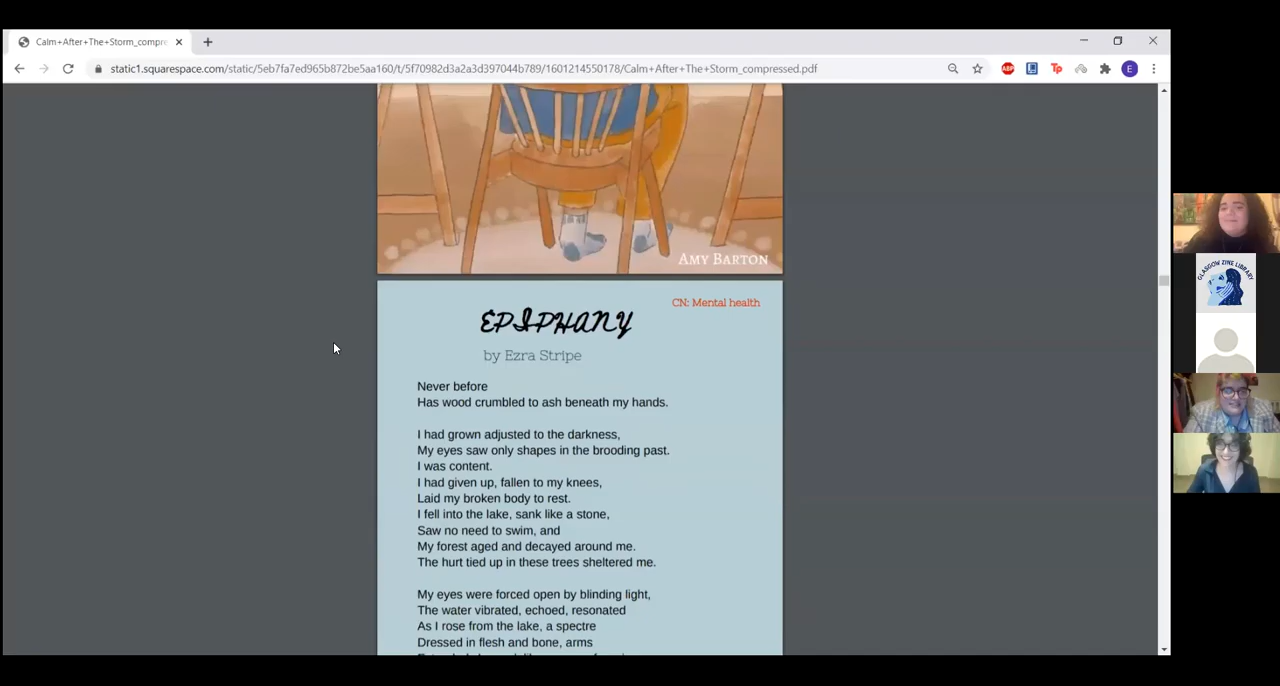 Calm+After+The+Storm_compre
static1.squarespace.com/static/5eb7fa7ed965b872be5aa160/t/5f70982d3a2a3d397044b789/1601214550178/Calm+After+The+Storm_compressed.pdf
ABP
Tp
E
AMY BARTON
CN: Mental health
EPIPHANY
by Ezra Stripe
Never before
Has wood crumbled to ash beneath my hands.
I had grown adjusted to the darkness,
My eyes saw only shapes in the brooding past.
I was content.
I had given up, fallen to my knees,
Laid my broken body to rest.
I fell into the lake, sank like a stone,
Saw no need to swim, and
My forest aged and decayed around me.
The hurt tied up in these trees sheltered me.
My eyes were forced open by blinding light,
The water vibrated, echoed, resonated
As I rose from the lake, a spectre
Dressed in flesh and bone, arms
GLASGOW ZINE LIBRARY